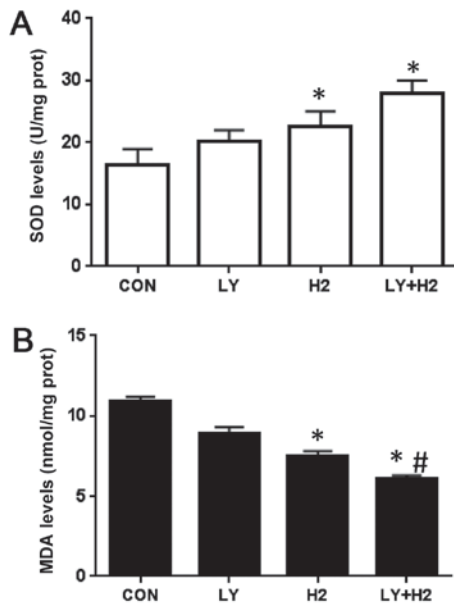 A
SOD levels (U/mg prot)
40
30
20
10
0
*
*
CON LY H2 LY+H2
B
MDA levels (nmol/mg prot)
15
10
5
0
*
* #
CON LY H2 LY+H2